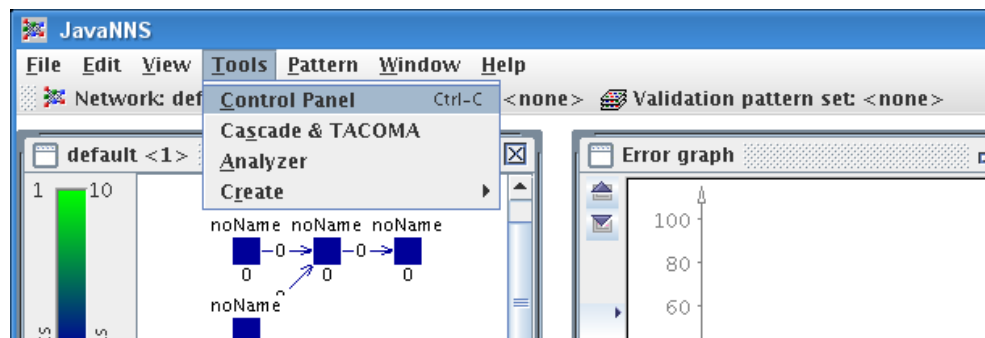 JavaNNS
File Edit View Tools Pattern Window Help
Network: def <none> Validation pattern set: <none>
Control Panel Ctrl-C
Cascade & TACOMA
Analyzer
Create
default <1>
Error graph
1 10
noName noName noName
0 0
0 0 0
noName
100
80
60